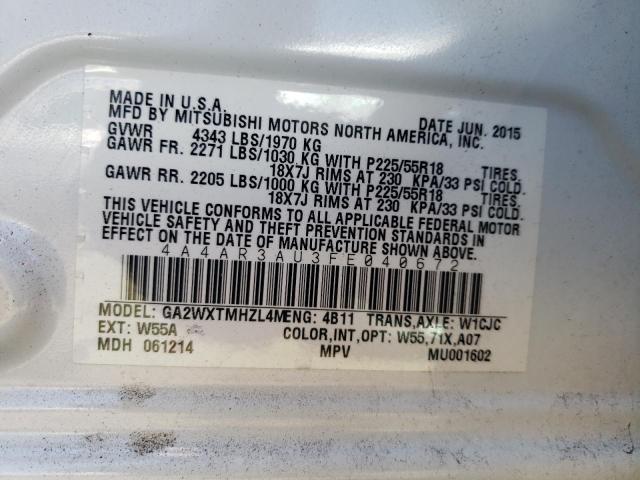 MADE IN U.S.A. DATE JUN. 2015
MFD BY MITSUBISHI MOTORS NORTH AMERICA, INC.
GVWR 4343 LBS/1970 KG
GAWR FR. 2271 LBS/1030 KG WITH P225/55R18 TIRES.
18X7J RIMS AT 230 KPA/33 PSI COLD.
GAWR RR. 2205 LBS/1000 KG WITH P225/55R18 TIRES.
18X7J RIMS AT 230 KPA/33 PSI COLD.
THIS VEHICLE CONFORMS TO ALL APPLICABLE FEDERAL MOTOR
VEHICLE SAFETY AND THEFT PREVENTION STANDARDS IN
EFFECT ON THE DATE OF MANUFACTURE SHOWN ABOVE.
4A4AR3AU3FE040672
MODEL: GA2WXTMHZL4MENG: 4B11 TRANS,AXLE: W1CJC
EXT: W55A COLOR,INT,OPT: W55,71X,A07
MDH 061214 MPV MU001602